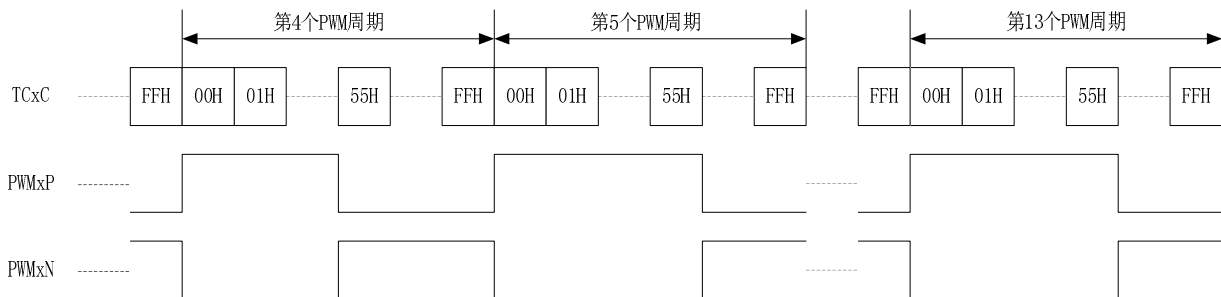 第4个PWM周期 第5个PWM周期 第13个PWM周期
TCxC FFH 00H 01H 55H FFH 00H 01H 55H FFH FFH 00H 01H 55H FFH
PWMxP
PWMxN